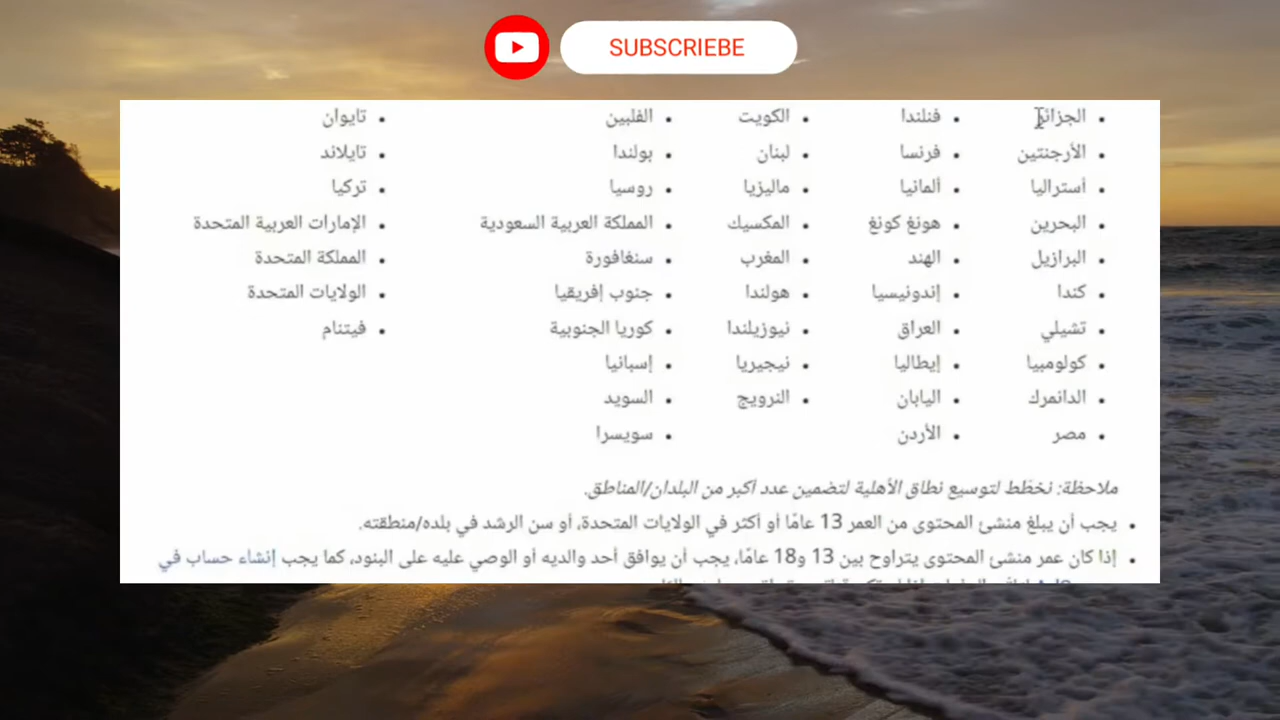 SUBSCRIEBE
الجزائر
الأرجنتين
أستراليا
البحرين
البرازيل
كندا
تشيلي
كولومبيا
الدانمرك
مصر
فنلندا
فرنسا
ألمانيا
هونغ كونغ
الهند
إندونيسيا
العراق
إيطاليا
اليابان
الأردن
الكويت
لبنان
ماليزيا
المكسيك
المغرب
هولندا
نيوزيلندا
نيجيريا
النرويج
الفلبين
بولندا
روسيا
المملكة العربية السعودية
سنغافورة
جنوب إفريقيا
كوريا الجنوبية
إسبانيا
السويد
سويسرا
تايوان
تايلاند
تركيا
الإمارات العربية المتحدة
المملكة المتحدة
الولايات المتحدة
فيتنام
ملاحظة: نخطّط لتوسيع نطاق الأهلية لتضمين عدد أكبر من البلدان/المناطق.
يجب أن يبلغ منشئ المحتوى من العمر 13 عامًا أو أكثر في الولايات المتحدة، أو سن الرشد في بلده/منطقته.
إذا كان عمر منشئ المحتوى يتراوح بين 13 و18 عامًا، يجب أن يوافق أحد والديه أو الوصي عليه على البنود، كما يجب إنشاء حساب في